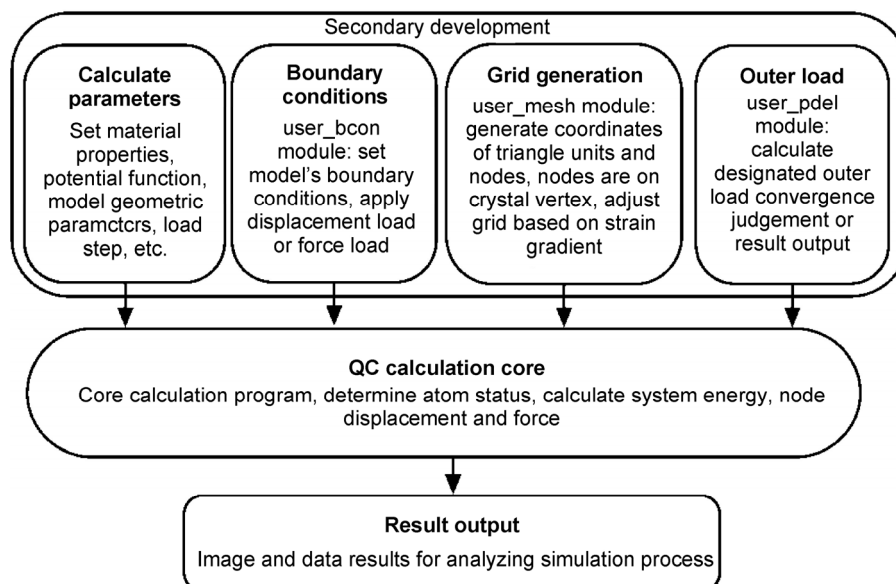 Secondary development
Calculate
parameters
Set material
properties,
potential function,
model geometric
paramctcrs, load
step, etc.
Boundary
conditions
user_bcon
module: set
model's boundary
conditions, apply
displacement load
or force load
Grid generation
user_mesh module:
generate coordinates
of triangle units and
nodes, nodes are on
crystal vertex, adjust
grid based on strain
gradient
Outer load
user_pdel
module:
calculate
designated outer
load convergence
judgement or
result output
QC calculation core
Core calculation program, determine atom status, calculate system energy, node
displacement and force
Result output
Image and data results for analyzing simulation process